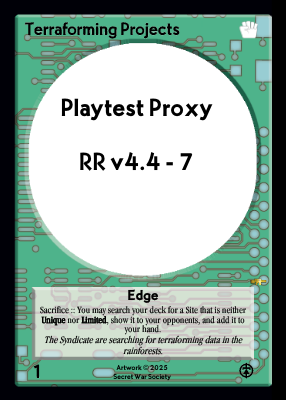 Terraforming Projects
Playtest Proxy
RR v4.4 - 7
Edge
Sacrifice :: You may search your deck for a Site that is neither
Unique nor Limited, show it to your opponents, and add it to
your hand.
The Syndicate are searching for terraforming data in the
rainforests.
1
Artwork © 2025
Secret War Society